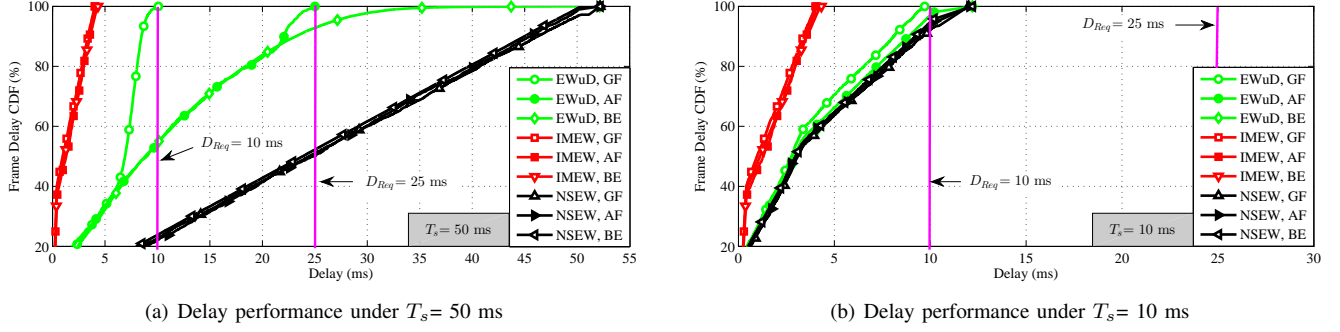 Frame Delay CDF (%)
100
80
60
40
20
0 5 10 15 20 25 30 35 40 45 50 55
Delay (ms)
D_Req = 10 ms
D_Req = 25 ms
T_s = 50 ms
EWuD, GF
EWuD, AF
EWuD, BE
IMEW, GF
IMEW, AF
IMEW, BE
NSEW, GF
NSEW, AF
NSEW, BE
(a) Delay performance under T_s = 50 ms
Frame Delay CDF (%)
100
80
60
40
20
0 5 10 15 20 25 30
Delay (ms)
D_Req = 25 ms
D_Req = 10 ms
T_s = 10 ms
EWuD, GF
EWuD, AF
EWuD, BE
IMEW, GF
IMEW, AF
IMEW, BE
NSEW, GF
NSEW, AF
NSEW, BE
(b) Delay performance under T_s = 10 ms